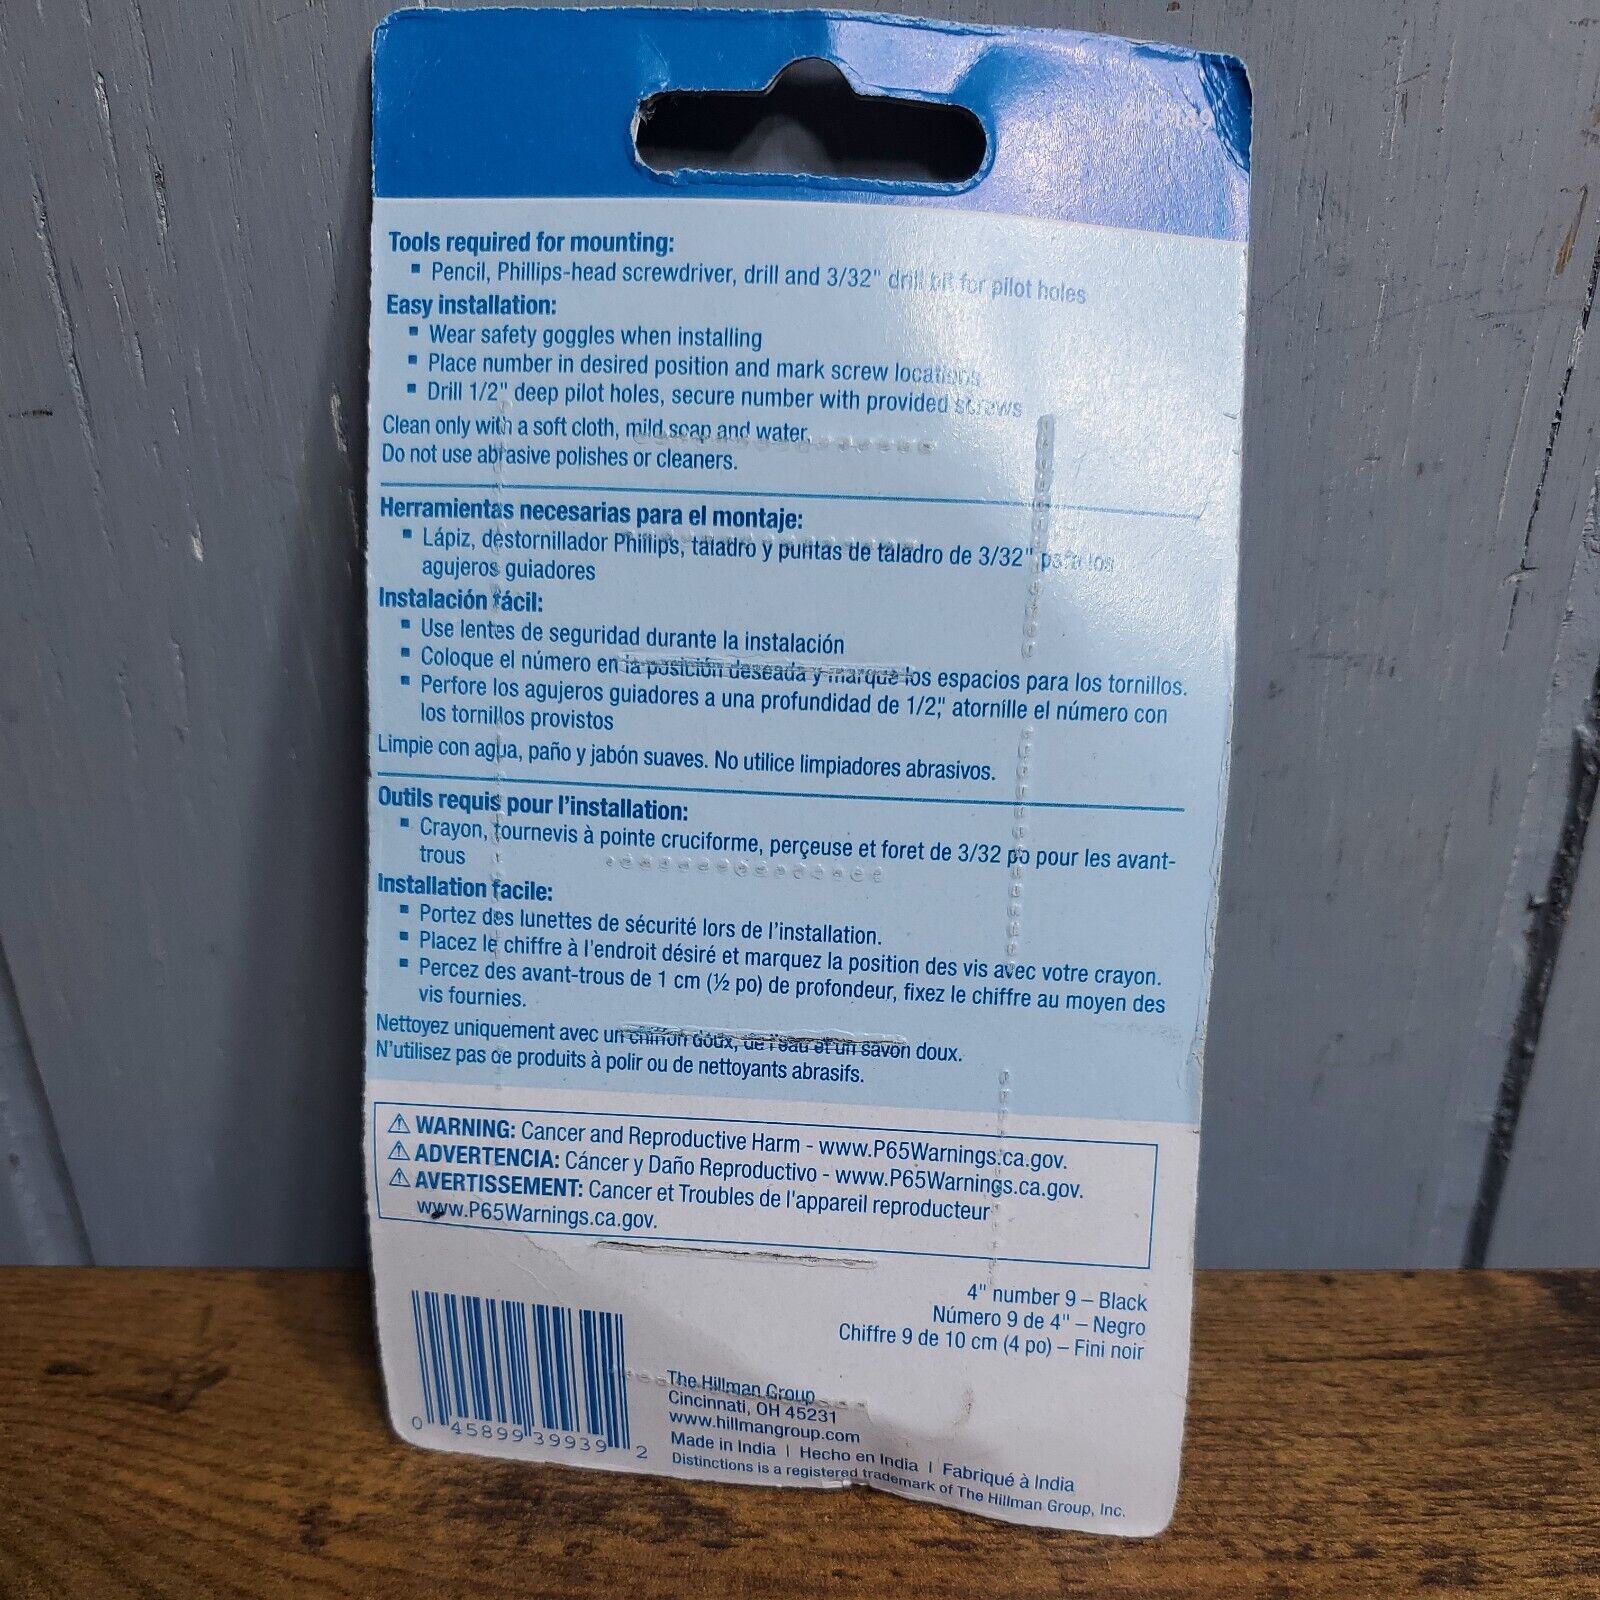 Tools required for mounting:
▪ Pencil, Phillips-head screwdriver, drill and 3/32" drill bit for pilot holes
Easy installation:
▪ Wear safety goggles when installing
▪ Place number in desired position and mark screw locations
▪ Drill 1/2" deep pilot holes, secure number with provided screws
Clean only with a soft cloth, mild soap and water.
Do not use abrasive polishes or cleaners.
Herramientas necesarias para el montaje:
▪ Lápiz, destornillador Phillips, taladro y puntas de taladro de 3/32" para los
agujeros guiadores
Instalación fácil:
▪ Use lentes de seguridad durante la instalación
▪ Coloque el número en la posición deseada y marque los espacios para los tornillos.
▪ Perfore los agujeros guiadores a una profundidad de 1/2," atornílle el número con
los tornillos provistos
Limpie con agua, paño y jabón suaves. No utilice limpiadores abrasivos.
Outils requis pour l'installation:
▪ Crayon, tournevis à pointe cruciforme, perçeuse et foret de 3/32 po pour les avant-
trous
Installation facile:
▪ Portez des lunettes de sécurité lors de l'installation.
▪ Placez le chiffre à l'endroit désiré et marquez la position des vis avec votre crayon.
▪ Percez des avant-trous de 1 cm (½ po) de profondeur, fixez le chiffre au moyen des
vis fournies.
Nettoyez uniquement avec un chiffon doux, de l'eau et un savon doux.
N'utilisez pas de produits à polir ou de nettoyants abrasifs.
⚠ WARNING: Cancer and Reproductive Harm - www.P65Warnings.ca.gov.
⚠ ADVERTENCIA: Cáncer y Daño Reproductivo - www.P65Warnings.ca.gov.
⚠ AVERTISSEMENT: Cancer et Troubles de l'appareil reproducteur
www.P65Warnings.ca.gov.
4" number 9 – Black
Número 9 de 4" – Negro
Chiffre 9 de 10 cm (4 po) – Fini noir
0 45899 39939 2
The Hillman Group
Cincinnati, OH 45231
www.hillmangroup.com
Made in India | Hecho en India | Fabriqué à India
Distinctions is a registered trademark of The Hillman Group, Inc.